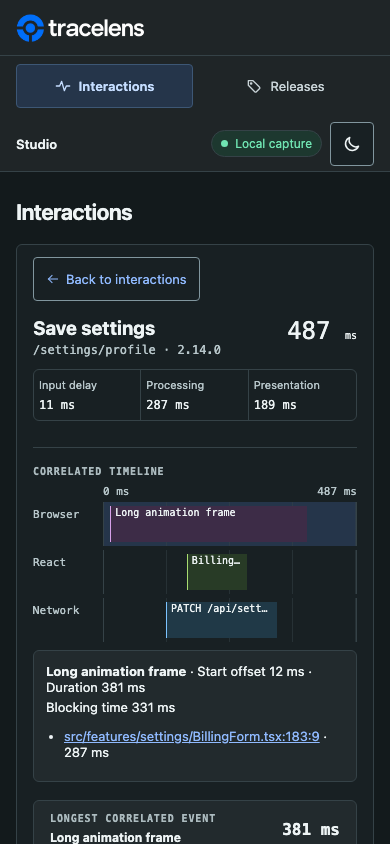 tracelens
Interactions
Releases
Studio
Local capture
Interactions
← Back to interactions
Save settings
487 ms
/settings/profile · 2.14.0
Input delay
11 ms
Processing
287 ms
Presentation
189 ms
CORRELATED TIMELINE
0 ms
487 ms
Browser
Long animation frame
React
Billing…
Network
PATCH /api/sett…
Long animation frame · Start offset 12 ms ·
Duration 381 ms
Blocking time 331 ms
• src/features/settings/BillingForm.tsx:183:9 ·
287 ms
LONGEST CORRELATED EVENT
Long animation frame
381 ms